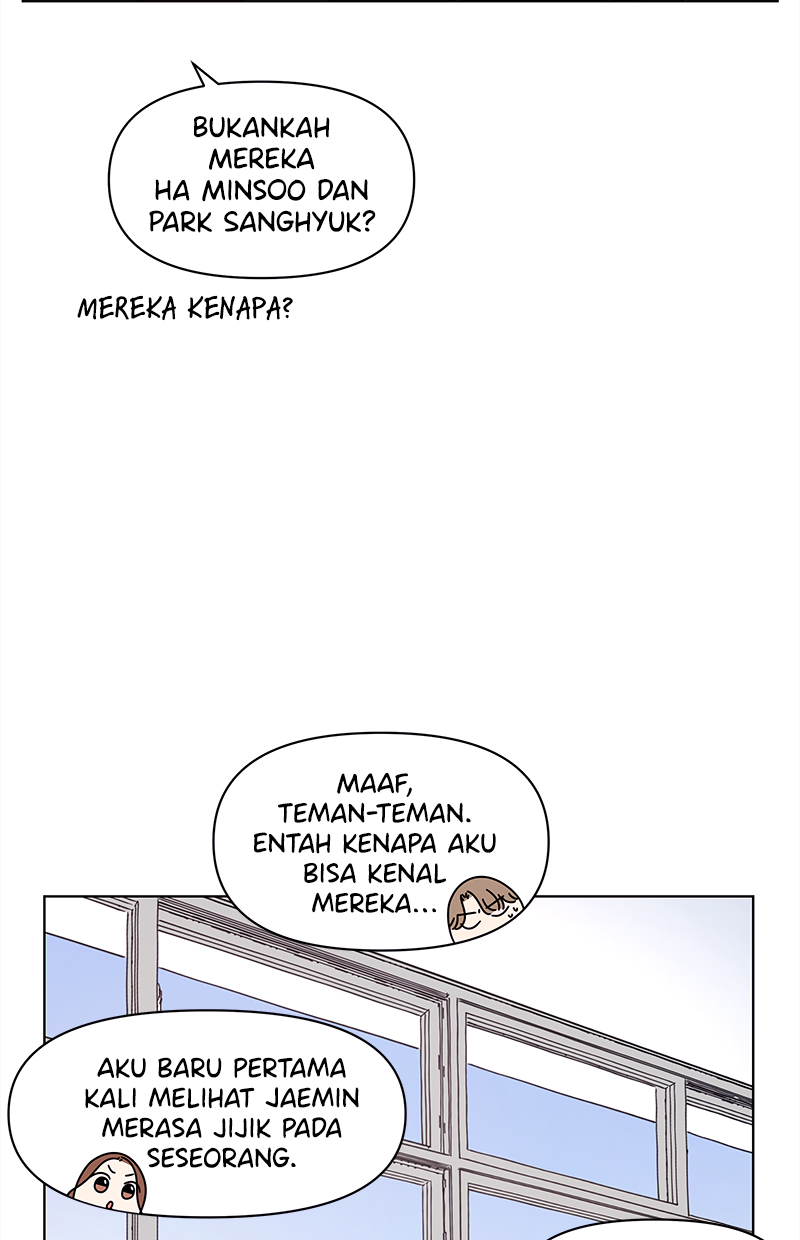 BUKANKAH
MEREKA
HA MINSOO DAN
PARK SANGHYUK?
MEREKA KENAPA?
MAAF,
TEMAN-TEMAN.
ENTAH KENAPA AKU
BISA KENAL
MEREKA...
AKU BARU PERTAMA
KALI MELIHAT JAEMIN
MERASA JIJIK PADA
SESEORANG.